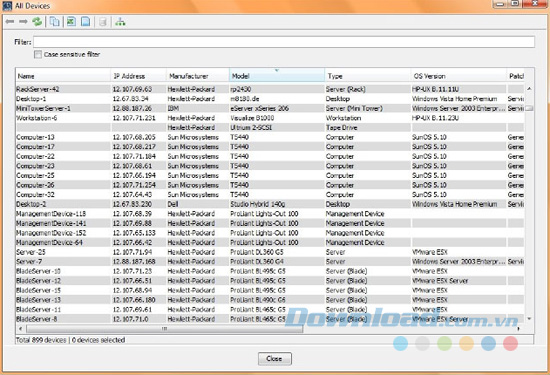 All Devices
Filter:
Case sensitive filter
Name IP Address Manufacturer Model Type OS Version Patch
RackServer-42 12.107.69.63 Hewlett-Packard rp2430 Server (Rack) HP-UX B.11.11U
Desktop-1 12.67.83.34 Hewlett-Packard m8180.de Desktop Windows Vista Home Premium Servic
MiniTowerServer-1 12.88.187.26 IBM eServer xSeries 206 Server (Mini Tower) Windows Server 2003 Enterpr... Servic
Workstation-6 12.107.71.231 Hewlett-Packard Visualize B1000 Workstation HP-UX B.11.23U
Hewlett-Packard Ultrium 2-SCSI Tape Drive
Computer-13 12.107.68.205 Sun Microsystems T5440 Computer SunOS 5.10 Gene
Computer-17 12.107.68.217 Sun Microsystems T5440 Computer SunOS 5.10 Gene
Computer-22 12.107.71.184 Sun Microsystems T5440 Computer SunOS 5.10 Gene
Computer-23 12.107.68.61 Sun Microsystems T5440 Computer SunOS 5.10 Gene
Computer-25 12.107.66.194 Sun Microsystems T5440 Computer SunOS 5.10 Gene
Computer-26 12.107.71.254 Sun Microsystems T5440 Computer SunOS 5.10 Gene
Computer-32 12.107.64.43 Sun Microsystems T5440 Computer SunOS 5.10 Gene
Desktop-2 12.67.83.230 Dell Studio Hybrid 140g Desktop Windows Vista Home Premium Servic
ManagementDevice-118 12.107.68.39 Hewlett-Packard ProLiant Lights-Out 100 Management Device
ManagementDevice-141 12.107.69.88 Hewlett-Packard ProLiant Lights-Out 100 Management Device
ManagementDevice-152 12.107.65.133 Hewlett-Packard ProLiant Lights-Out 100 Management Device
ManagementDevice-64 12.107.66.42 Hewlett-Packard ProLiant Lights-Out 100 Management Device
Server-25 12.107.71.94 Hewlett-Packard ProLiant DL360 G5 Server VMware ESX
Server-7 12.88.187.168 Hewlett-Packard ProLiant DL360 G5 Server Windows Server 2003 Enterpr... Servic
BladeServer-10 12.107.71.23 Hewlett-Packard ProLiant BL495c G5 Server (Blade) VMware ESX
BladeServer-12 12.107.66.51 Hewlett-Packard ProLiant BL495c G5 Server (Blade) VMware ESX Server
BladeServer-15 12.107.68.94 Hewlett-Packard ProLiant BL490c G6 Server (Blade)
BladeServer-13 12.107.66.180 Hewlett-Packard ProLiant BL490c G6 Server (Blade)
BladeServer-11 12.107.69.61 Hewlett-Packard ProLiant BL465c G5 Server (Blade) VMware ESX
BladeServer-8 12.107.71.0 Hewlett-Packard ProLiant BL465c G5 Server (Blade) VMware ESX
Download.com.vn
Total 899 devices | 0 devices selected
Close